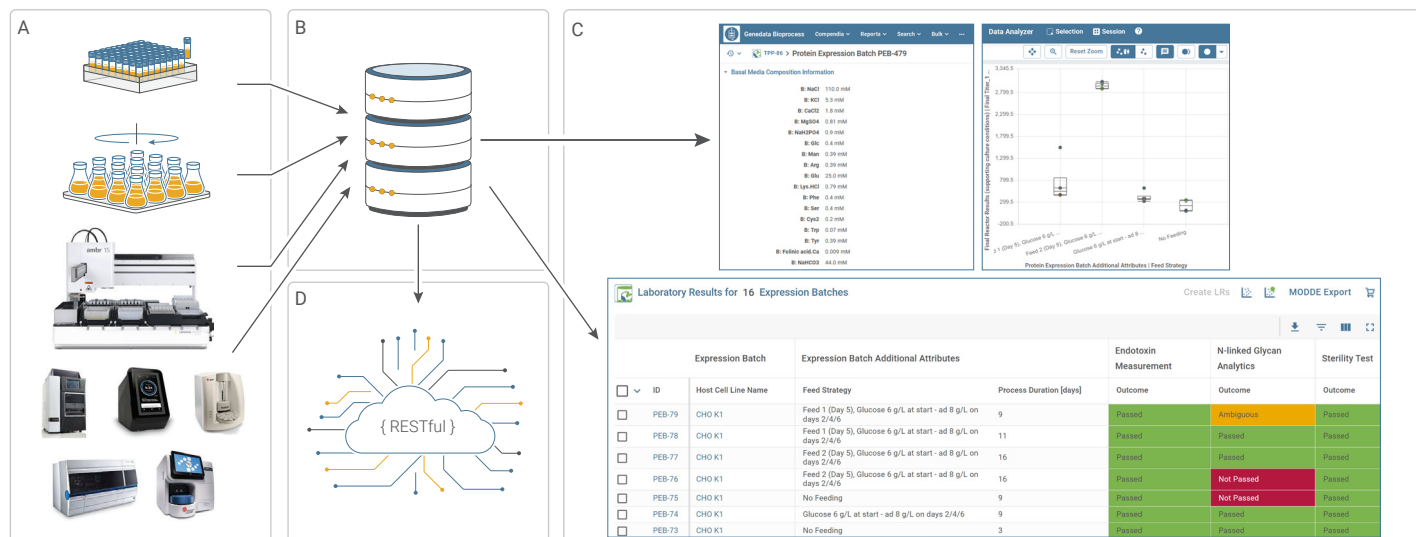 A
B
C
D
ambr 15
{ RESTful }
Genedata Bioprocess Compendia Reports Search Bulk ...
TPP-86 > Protein Expression Batch PEB-479
Basal Media Composition Information
B: NaCl 110.0 mM
B: KCl 5.3 mM
B: CaCl2 1.8 mM
B: MgSO4 0.81 mM
B: NaH2PO4 0.9 mM
B: Glc 0.4 mM
B: Man 0.39 mM
B: Arg 0.39 mM
B: Glu 25.0 mM
B: Lys.HCl 0.79 mM
B: Phe 0.4 mM
B: Ser 0.4 mM
B: Cys2 0.2 mM
B: Trp 0.07 mM
B: Tyr 0.39 mM
B: Folinic acid.Ca 0.009 mM
B: NaHCO3 44.0 mM
Data Analyzer Selection Session
Reset Zoom
Final Reactor Results (supporting culture conditions) | Final Titer_1 ...
3,345.5
2,799.5
2,299.5
1,799.5
1,299.5
799.5
299.5
-200.5
1 (Day 5), Glucose 6 g/L ...
Feed 2 (Day 5), Glucose 6 g/L ...
Glucose 6 g/L at start - ad 8 ...
No Feeding
Protein Expression Batch Additional Attributes | Feed Strategy
Laboratory Results for 16 Expression Batches
Create LRs MODDE Export
Expression Batch Expression Batch Additional Attributes Endotoxin Measurement N-linked Glycan Analytics Sterility Test
ID Host Cell Line Name Feed Strategy Process Duration [days] Outcome Outcome Outcome
PEB-79 CHO K1 Feed 1 (Day 5), Glucose 6 g/L at start - ad 8 g/L on days 2/4/6 9 Passed Ambiguous Passed
PEB-78 CHO K1 Feed 1 (Day 5), Glucose 6 g/L at start - ad 8 g/L on days 2/4/6 11 Passed Passed Passed
PEB-77 CHO K1 Feed 2 (Day 5), Glucose 6 g/L at start - ad 8 g/L on days 2/4/6 16 Passed Passed Passed
PEB-76 CHO K1 Feed 2 (Day 5), Glucose 6 g/L at start - ad 8 g/L on days 2/4/6 16 Passed Not Passed Passed
PEB-75 CHO K1 No Feeding 9 Passed Not Passed Passed
PEB-74 CHO K1 Glucose 6 g/L at start - ad 8 g/L on days 2/4/6 9 Passed Passed Passed
PEB-73 CHO K1 No Feeding 3 Passed Passed Passed